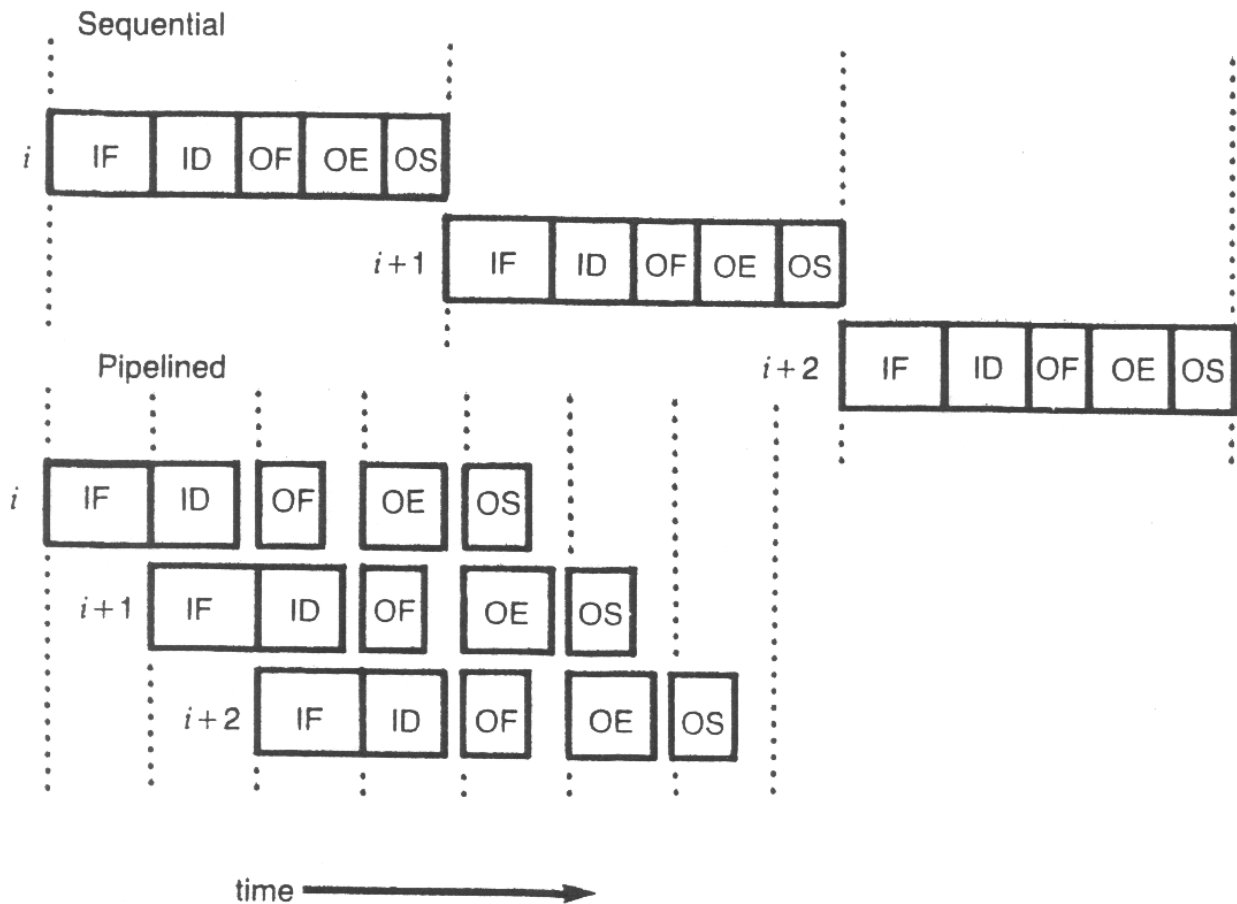 Sequential
i IF ID OF OE OS
i+1 IF ID OF OE OS
i+2 IF ID OF OE OS
Pipelined
i IF ID OF OE OS
i+1 IF ID OF OE OS
i+2 IF ID OF OE OS
time